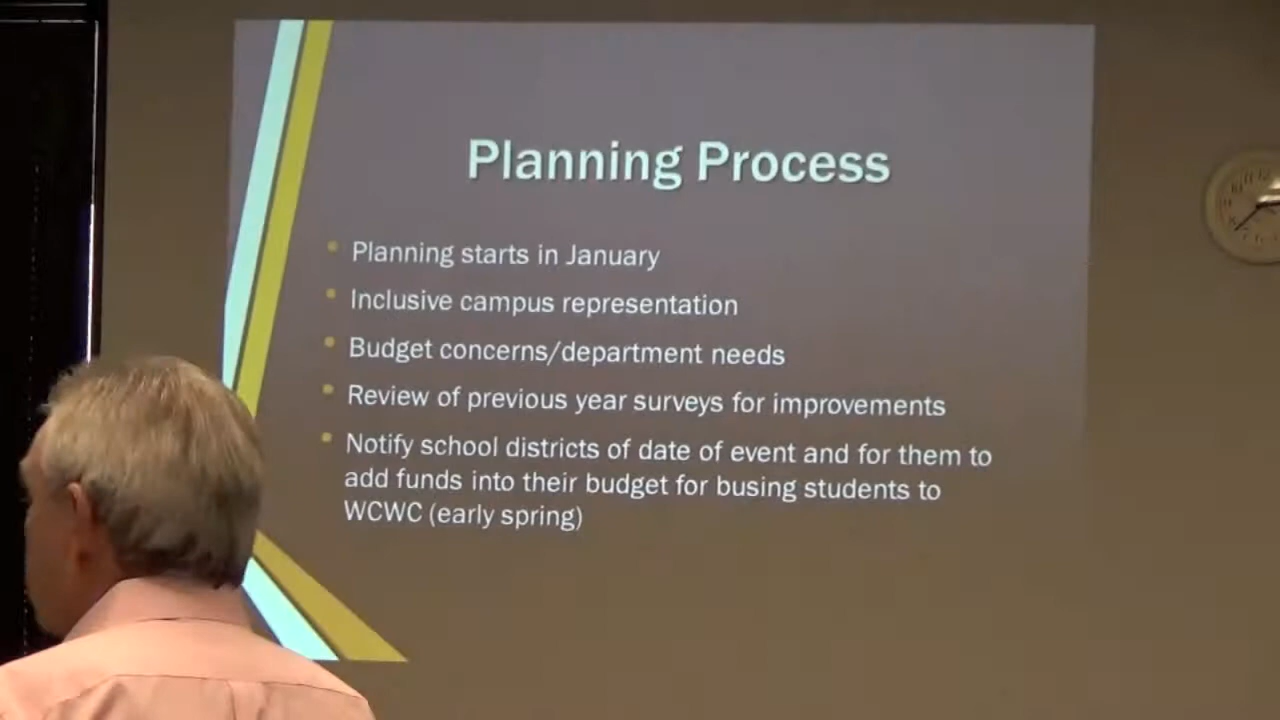 Planning Process
• Planning starts in January
• Inclusive campus representation
• Budget concerns/department needs
• Review of previous year surveys for improvements
• Notify school districts of date of event and for them to
add funds into their budget for busing students to
WCWC (early spring)